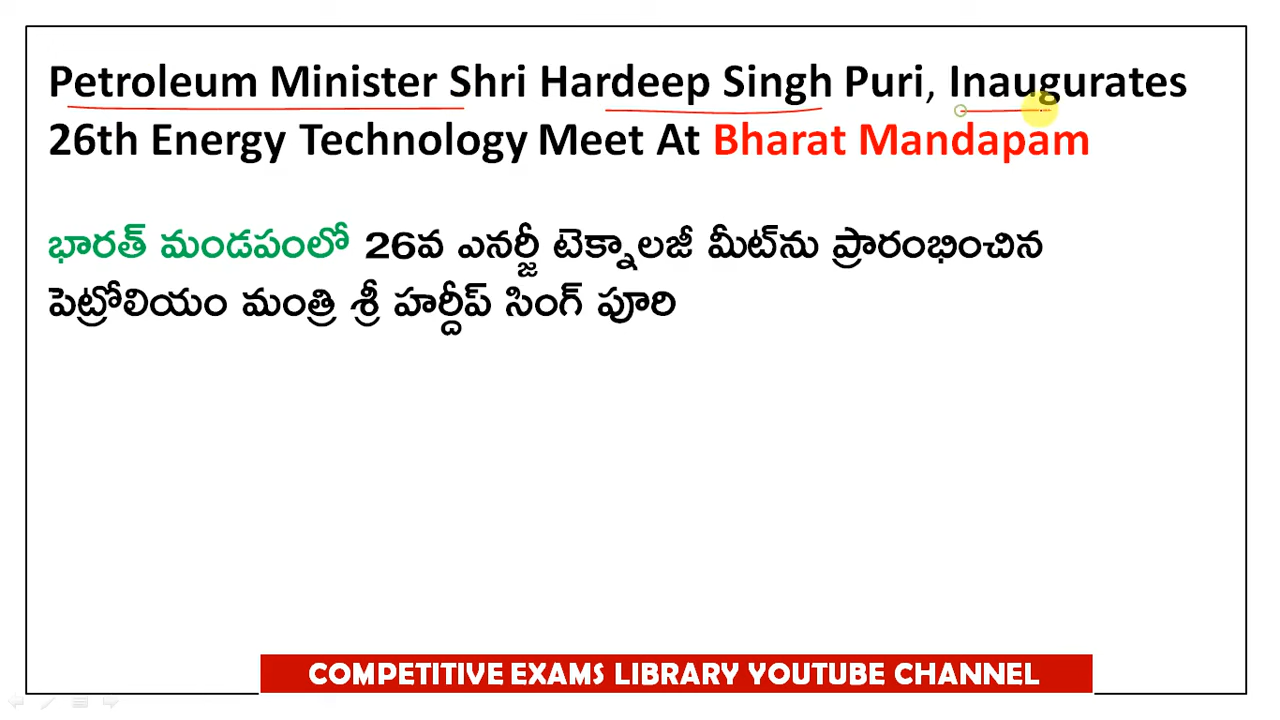 Petroleum Minister Shri Hardeep Singh Puri, Inaugurates
26th Energy Technology Meet At Bharat Mandapam
భారత్ మండపంలో 26వ ఎనర్జీ టెక్నాలజీ మీట్‌ను ప్రారంభించిన
పెట్రోలియం మంత్రి శ్రీ హర్దీప్ సింగ్ పూరి
COMPETITIVE EXAMS LIBRARY YOUTUBE CHANNEL